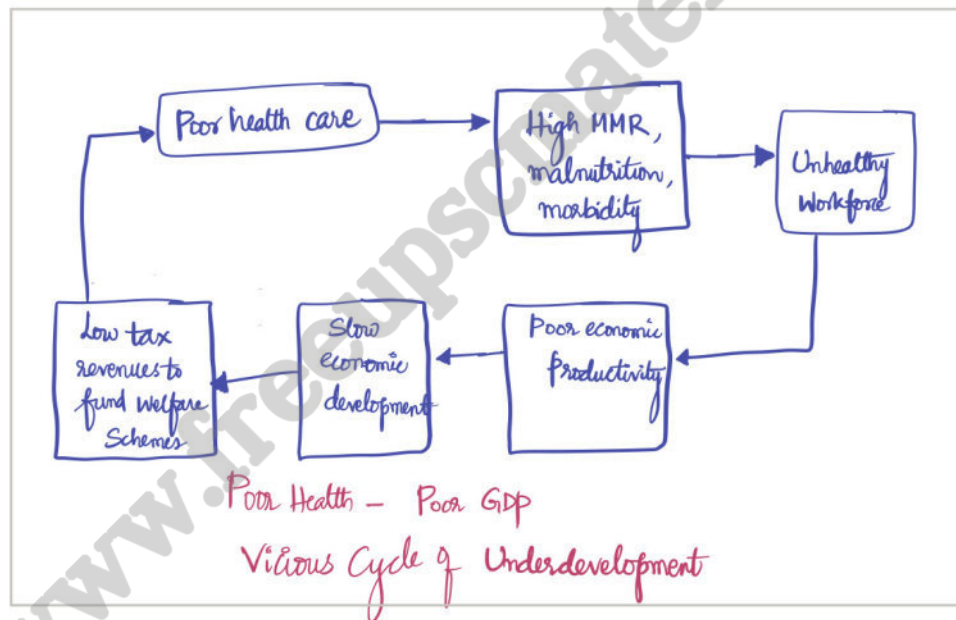 Poor health care
High MMR,
malnutrition,
morbidity
Unhealthy
Workforce
Poor economic
Productivity
Slow
economic
development
Low tax
revenues to
fund Welfare
Schemes
Poor Health - Poor GDP
Vicious Cycle of Underdevelopment
www.freeupscmate